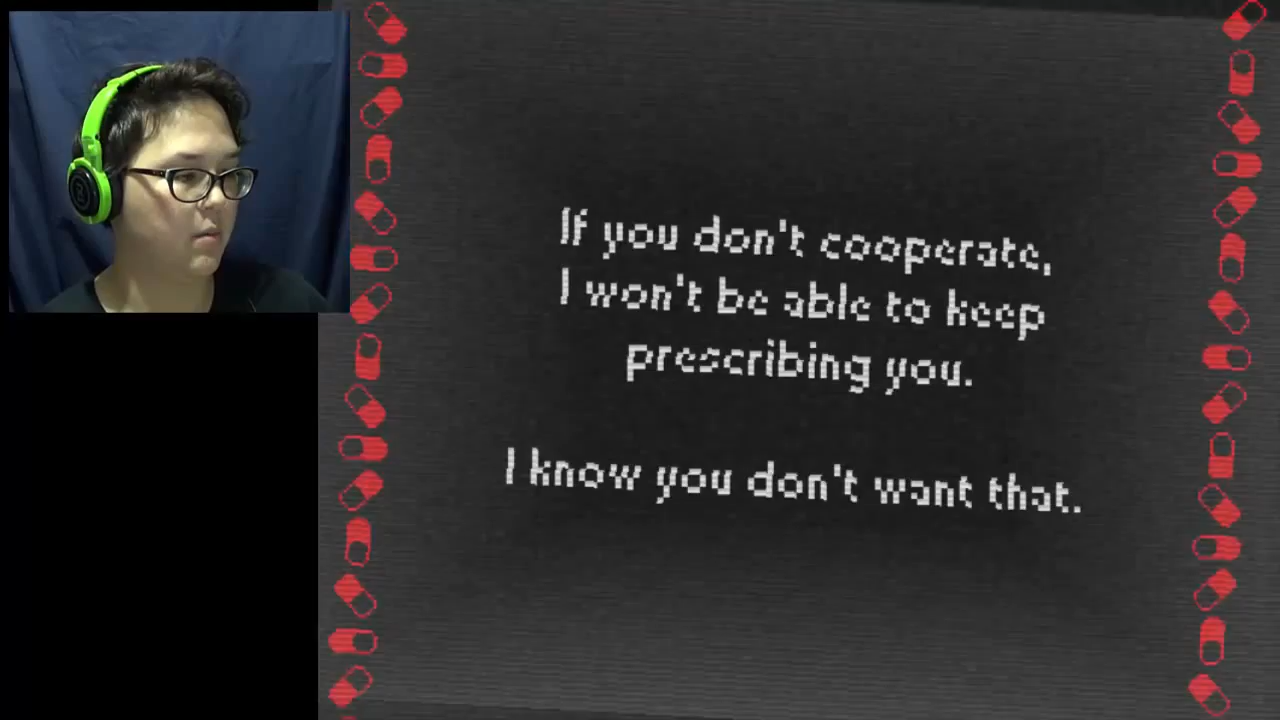 If you don't cooperate,
I won't be able to keep
prescribing you.
I know you don't want that.